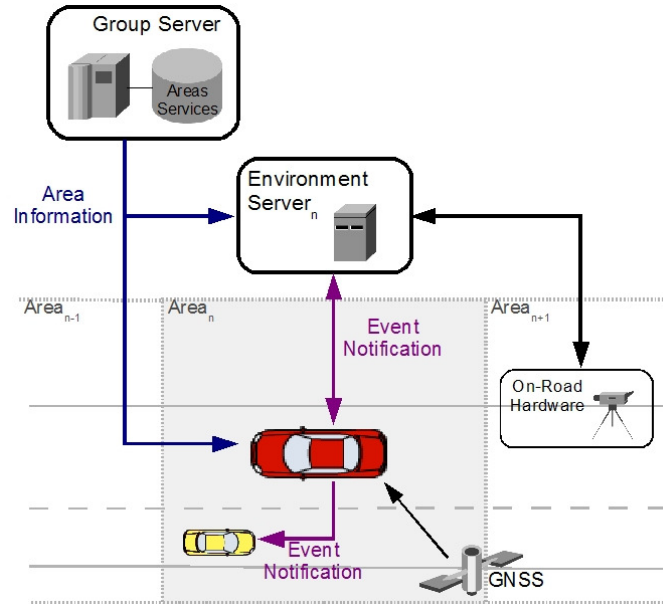 Group Server
Areas
Services
Area
Information
Environment
Server n
Area n-1
Area n
Area n+1
Event
Notification
On-Road
Hardware
Event
Notification
GNSS